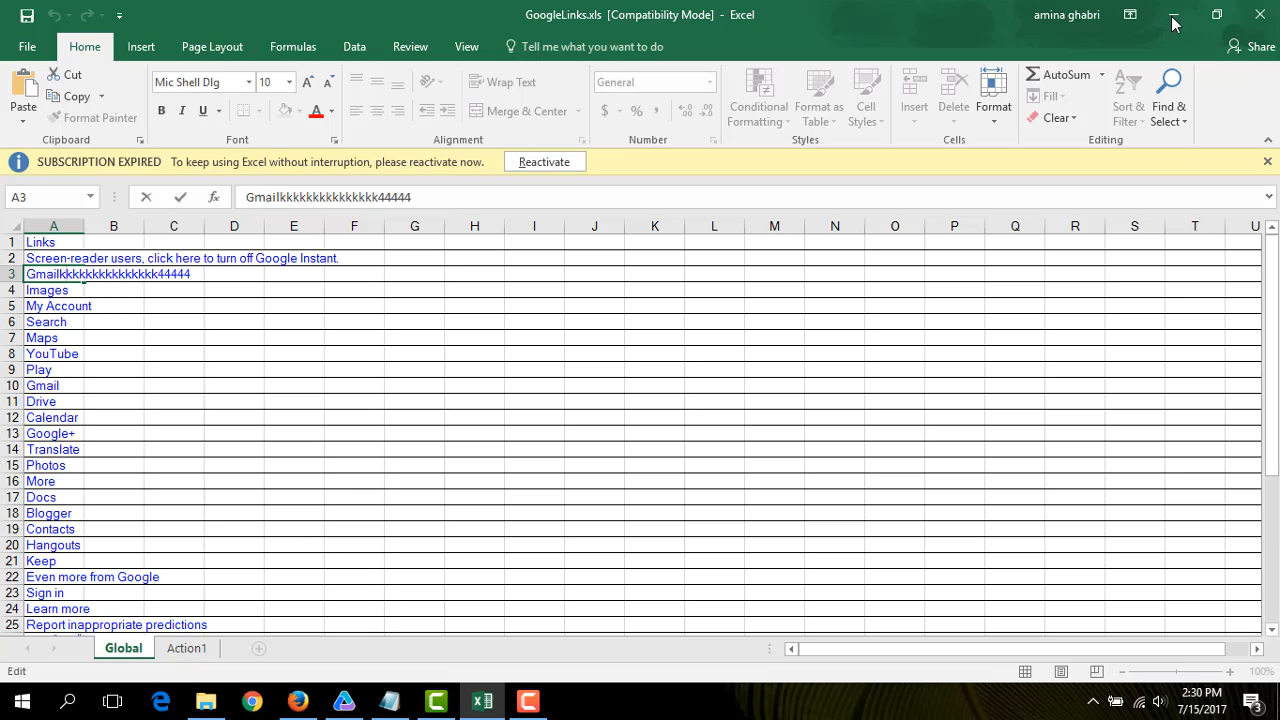 GoogleLinks.xls [Compatibility Mode] - Excel
amina ghabri
File Home Insert Page Layout Formulas Data Review View Tell me what you want to do Share
Paste
Cut
Copy
Format Painter
Clipboard
Mic Shell Dlg 10
B I U
Font
Wrap Text
Merge & Center
Alignment
General
$ % ,
Number
Conditional Formatting
Format as Table
Cell Styles
Styles
Insert Delete Format
Cells
AutoSum
Fill
Clear
Sort & Filter
Find & Select
Editing
SUBSCRIPTION EXPIRED To keep using Excel without interruption, please reactivate now. Reactivate
A3 fx Gmailkkkkkkkkkkkkkkk44444
A B C D E F G H I J K L M N O P Q R S T U
1 Links
2 Screen-reader users, click here to turn off Google Instant.
3 Gmailkkkkkkkkkkkkkkk44444
4 Images
5 My Account
6 Search
7 Maps
8 YouTube
9 Play
10 Gmail
11 Drive
12 Calendar
13 Google+
14 Translate
15 Photos
16 More
17 Docs
18 Blogger
19 Contacts
20 Hangouts
21 Keep
22 Even more from Google
23 Sign in
24 Learn more
25 Report inappropriate predictions
Global Action1
Edit
100%
2:30 PM
7/15/2017
3